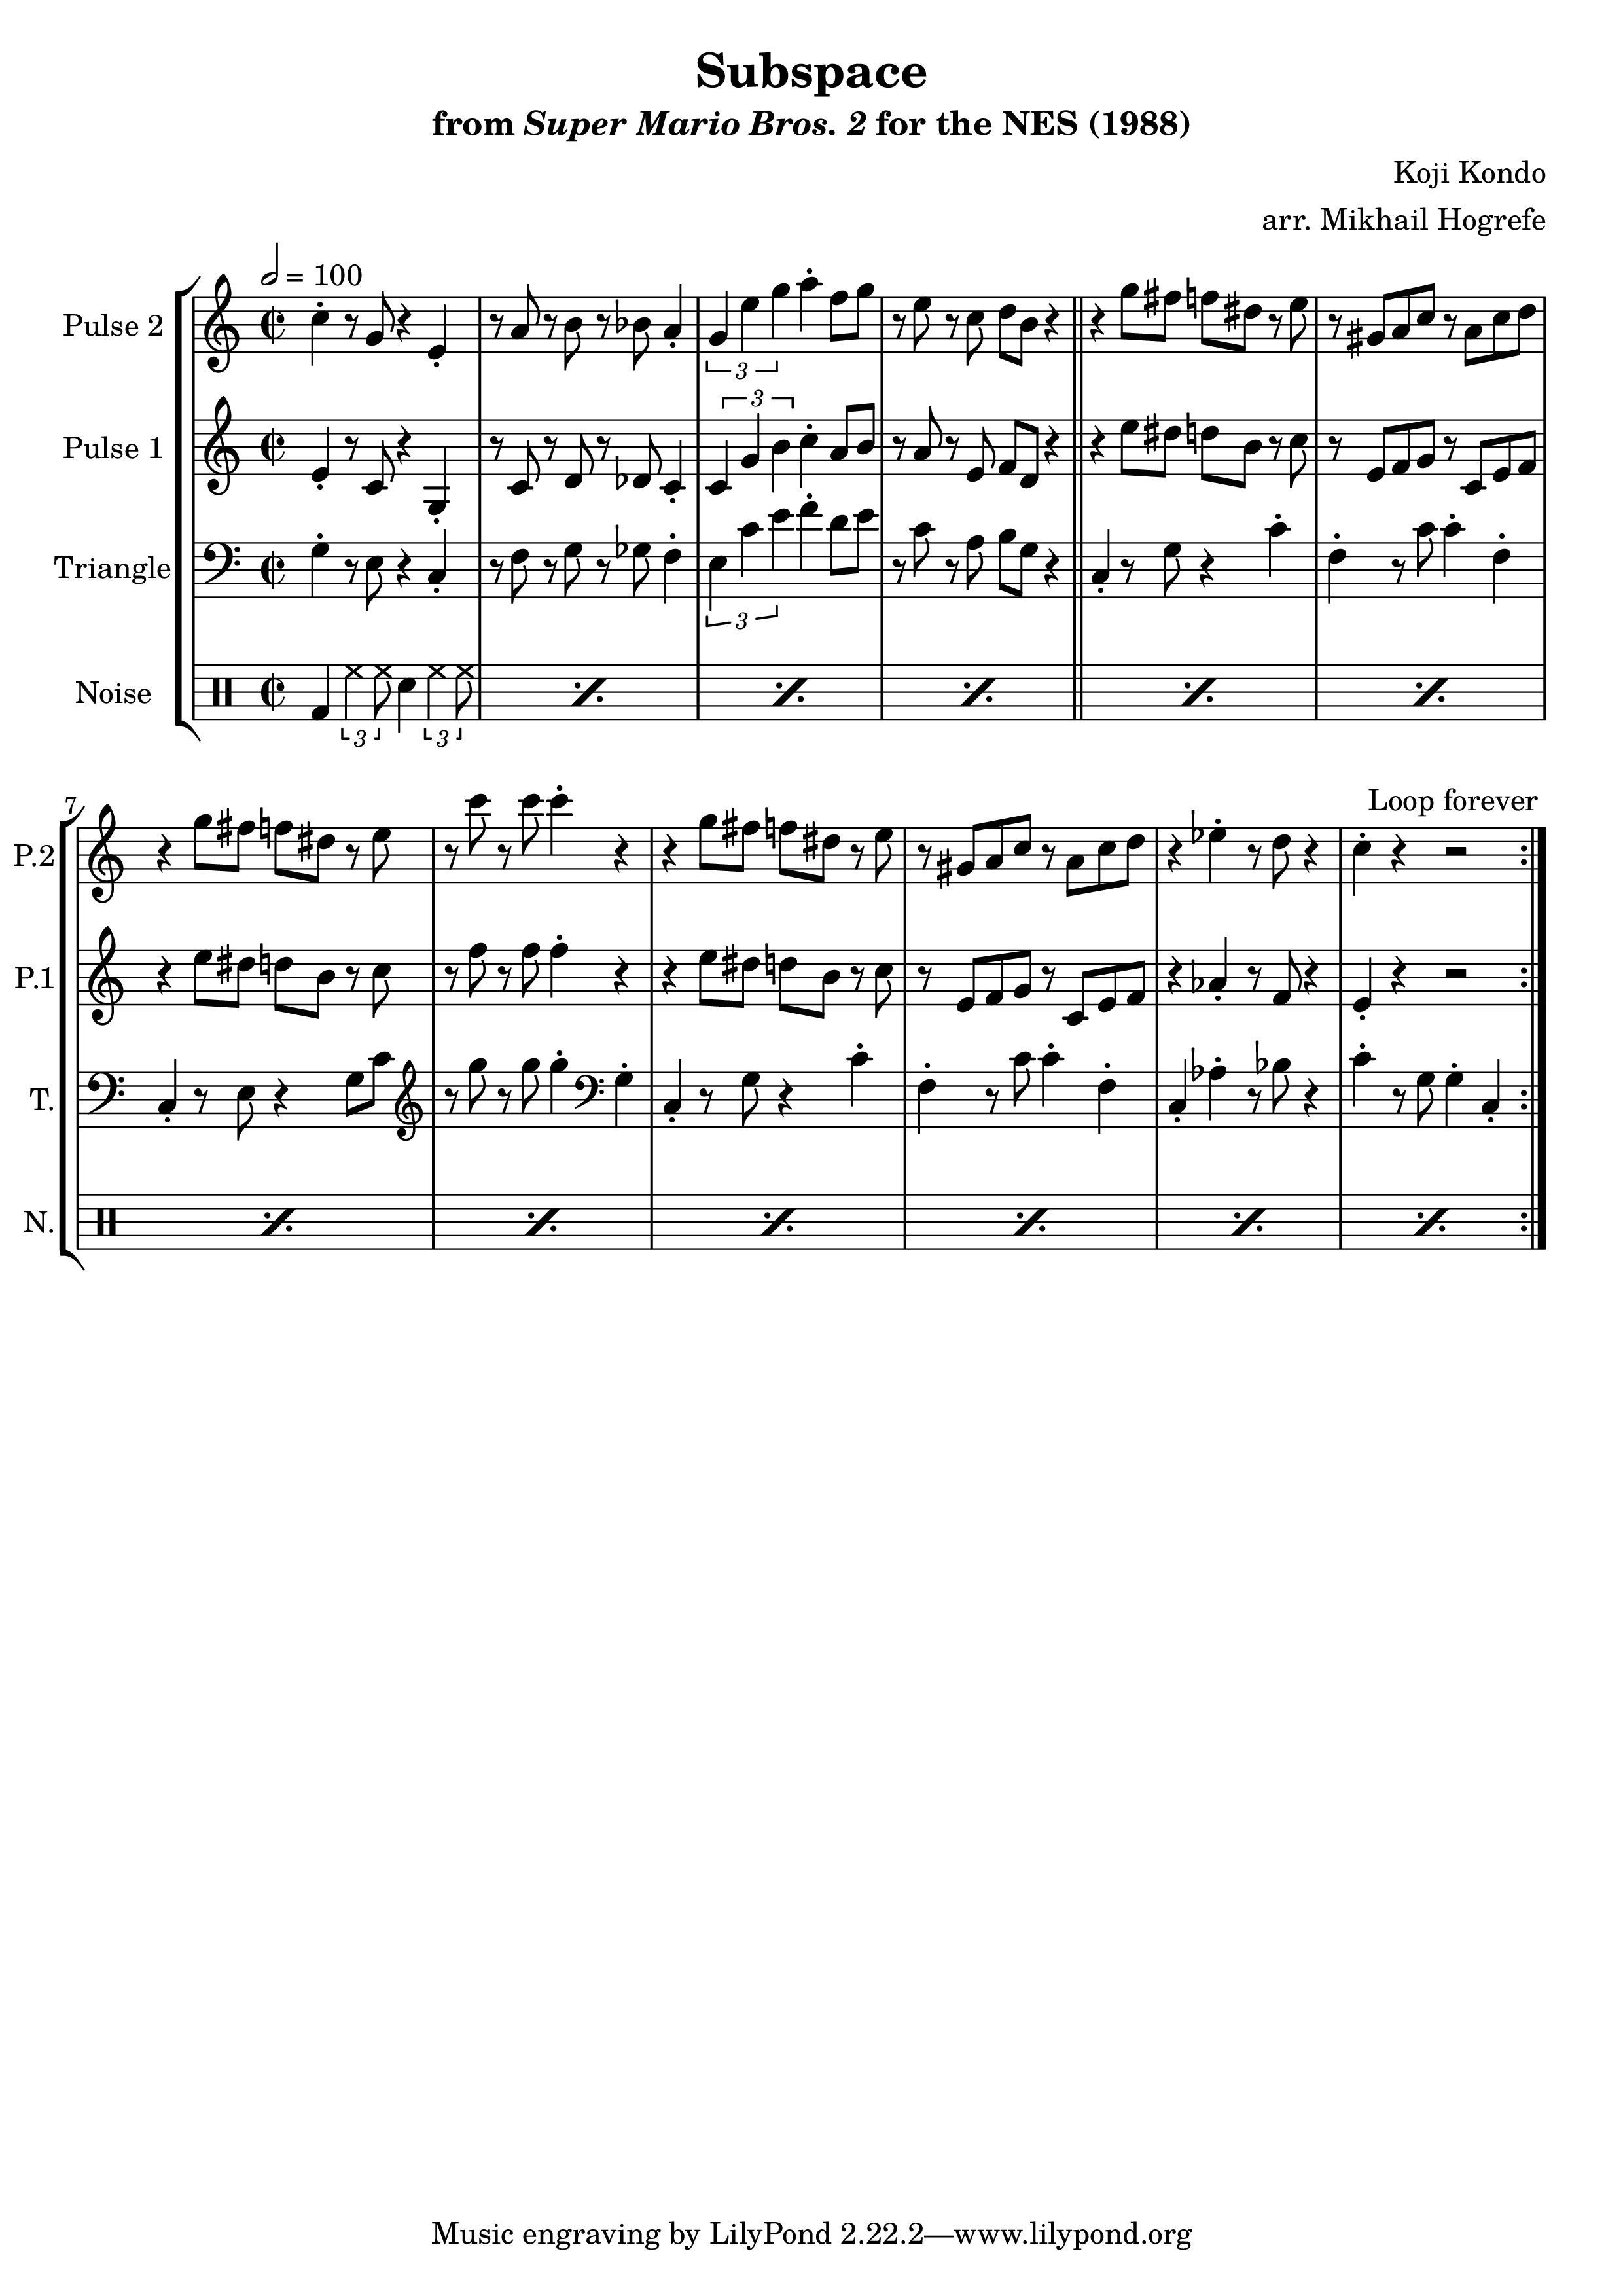 Subspace
from Super Mario Bros. 2 for the NES (1988)
Koji Kondo
arr. Mikhail Hogrefe
= 100
Pulse 2
3
Pulse 1
3
Triangle
3
Noise
3 3
7
Loop forever
P.2
P.1
T.
N.
Music engraving by LilyPond 2.22.2—www.lilypond.org